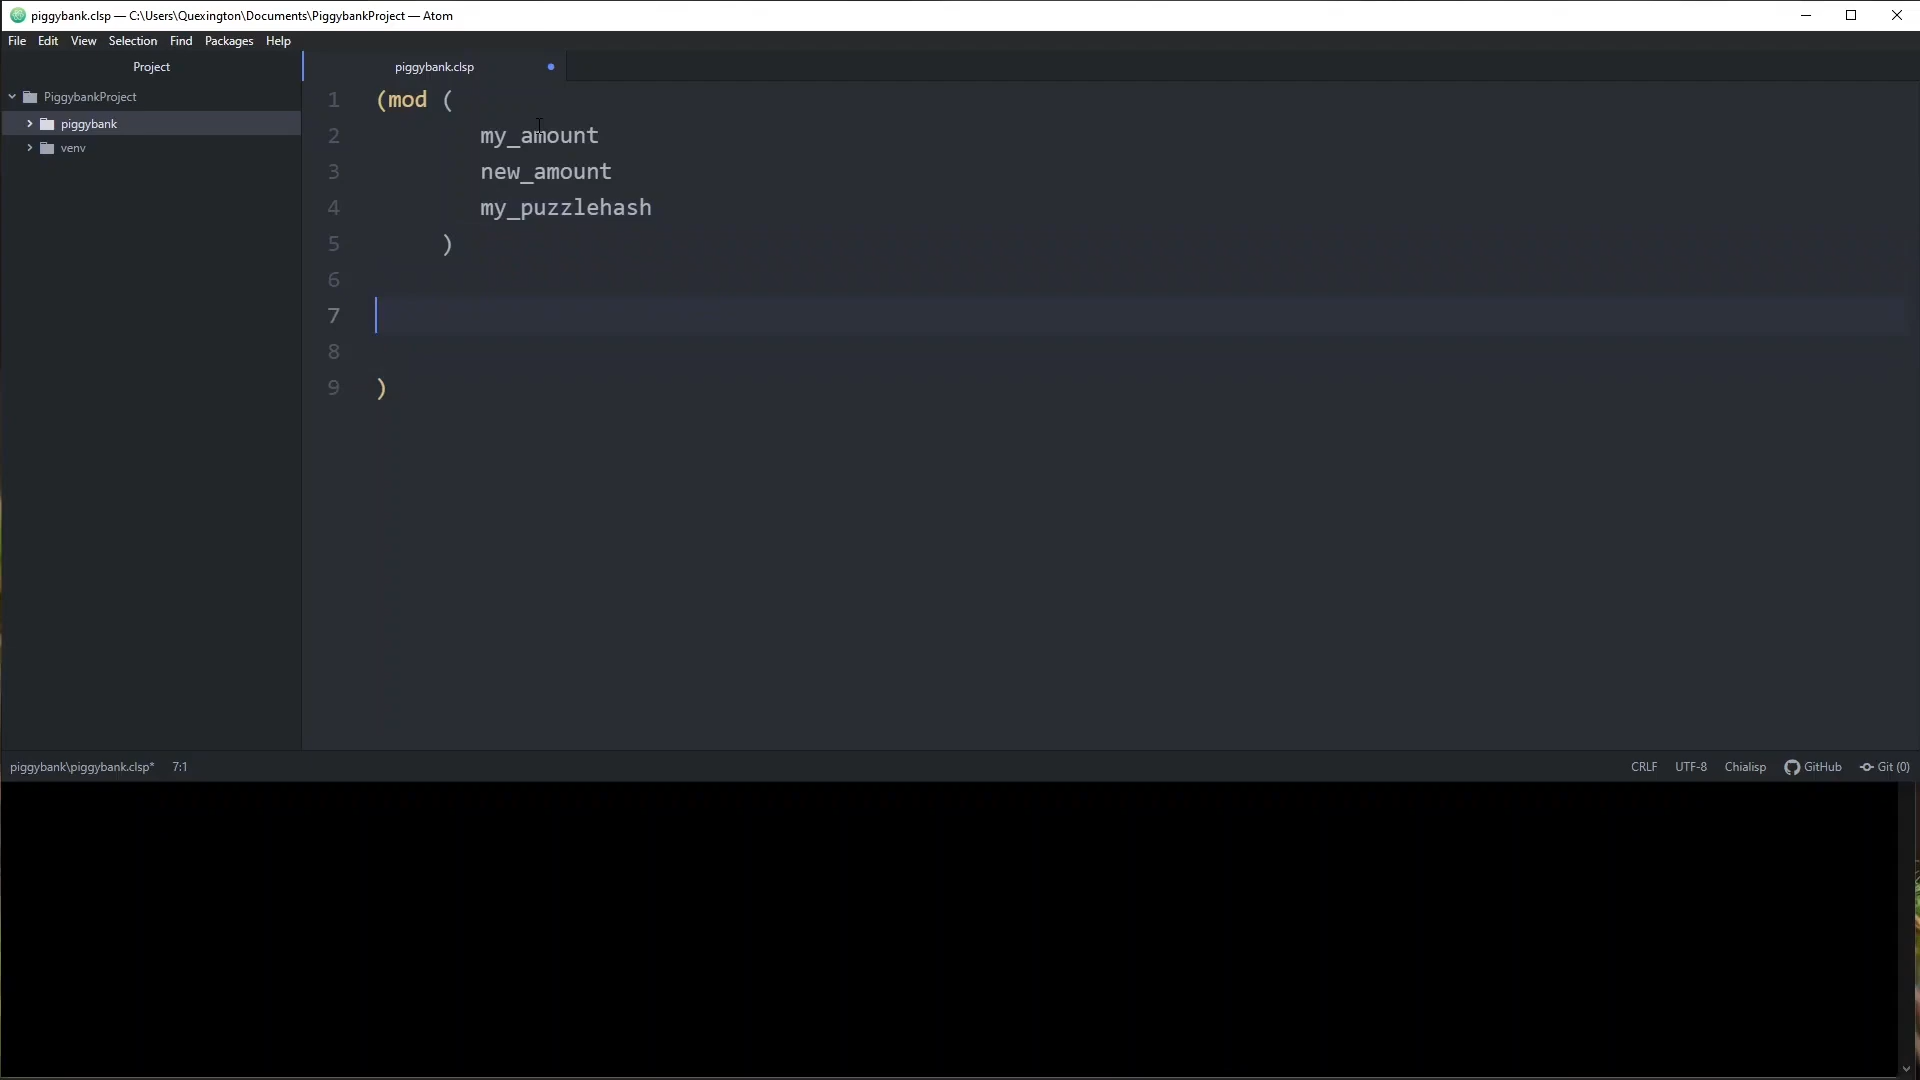 piggybank.clsp — C:\Users\Quexington\Documents\PiggybankProject — Atom
File Edit View Selection Find Packages Help
Project
piggybank.clsp
PiggybankProject
piggybank
venv
1 (mod (
2 my_amount
3 new_amount
4 my_puzzlehash
5 )
6
7
8
9 )
piggybank\piggybank.clsp* 7:1 CRLF UTF-8 Chialisp GitHub Git (0)